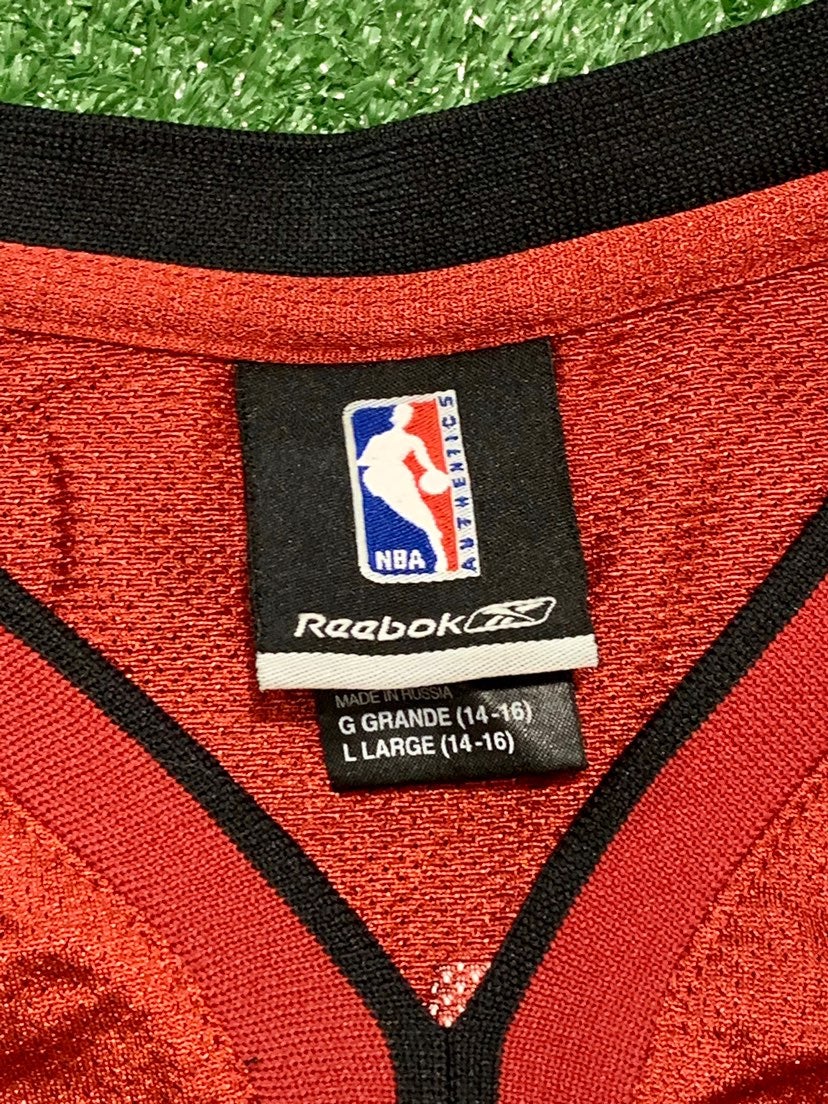 AUTHENTICS
NBA
Reebok
MADE IN RUSSIA
G GRANDE (14-16)
L LARGE (14-16)